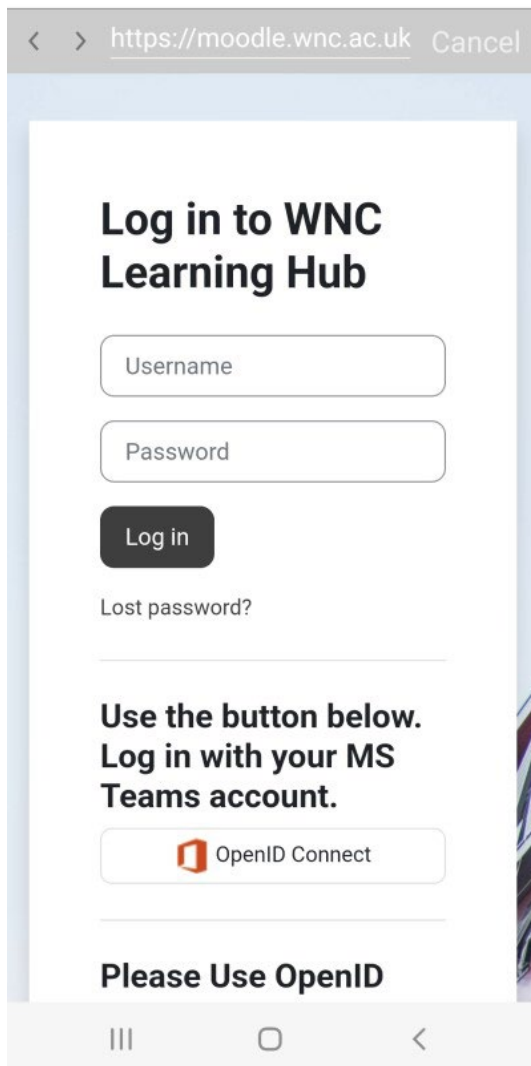 https://moodle.wnc.ac.uk Cancel
Log in to WNC
Learning Hub
Username
Password
Log in
Lost password?
Use the button below.
Log in with your MS
Teams account.
OpenID Connect
Please Use OpenID